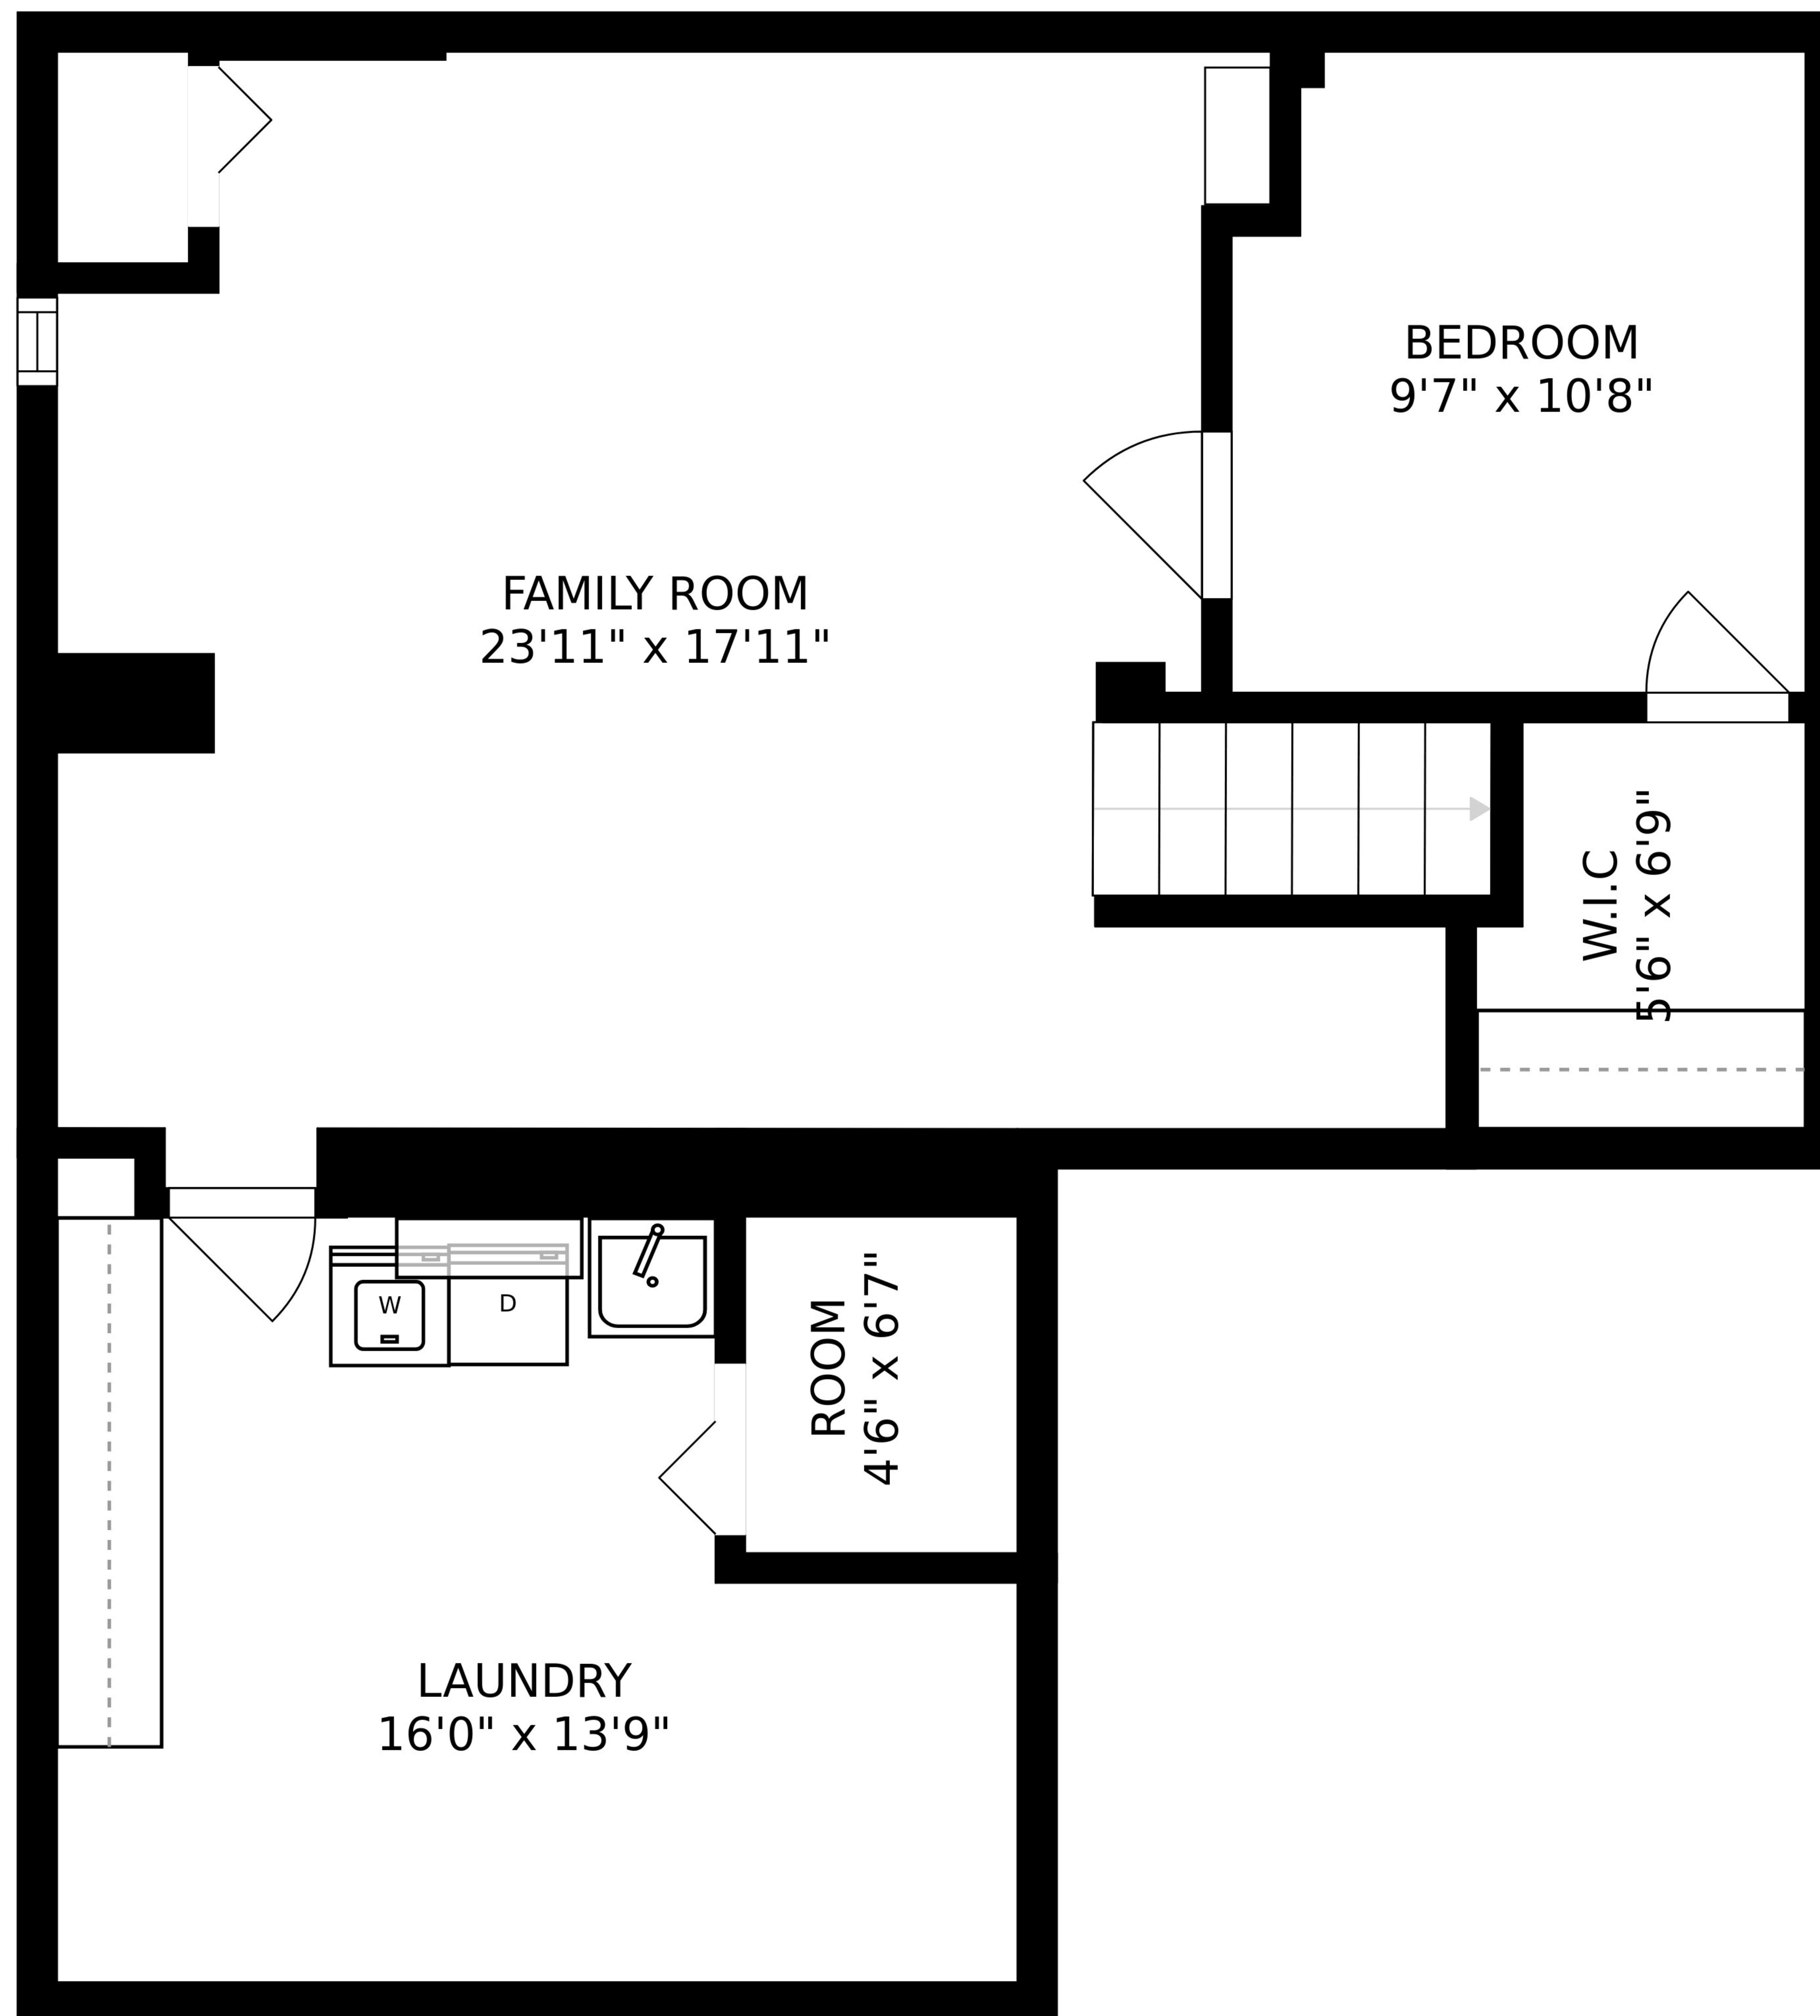 BEDROOM
9'7" x 10'8"
FAMILY ROOM
23'11" x 17'11"
W.I.C
5'6" x 6'9"
W
D
ROOM
4'6" x 6'7"
LAUNDRY
16'0" x 13'9"